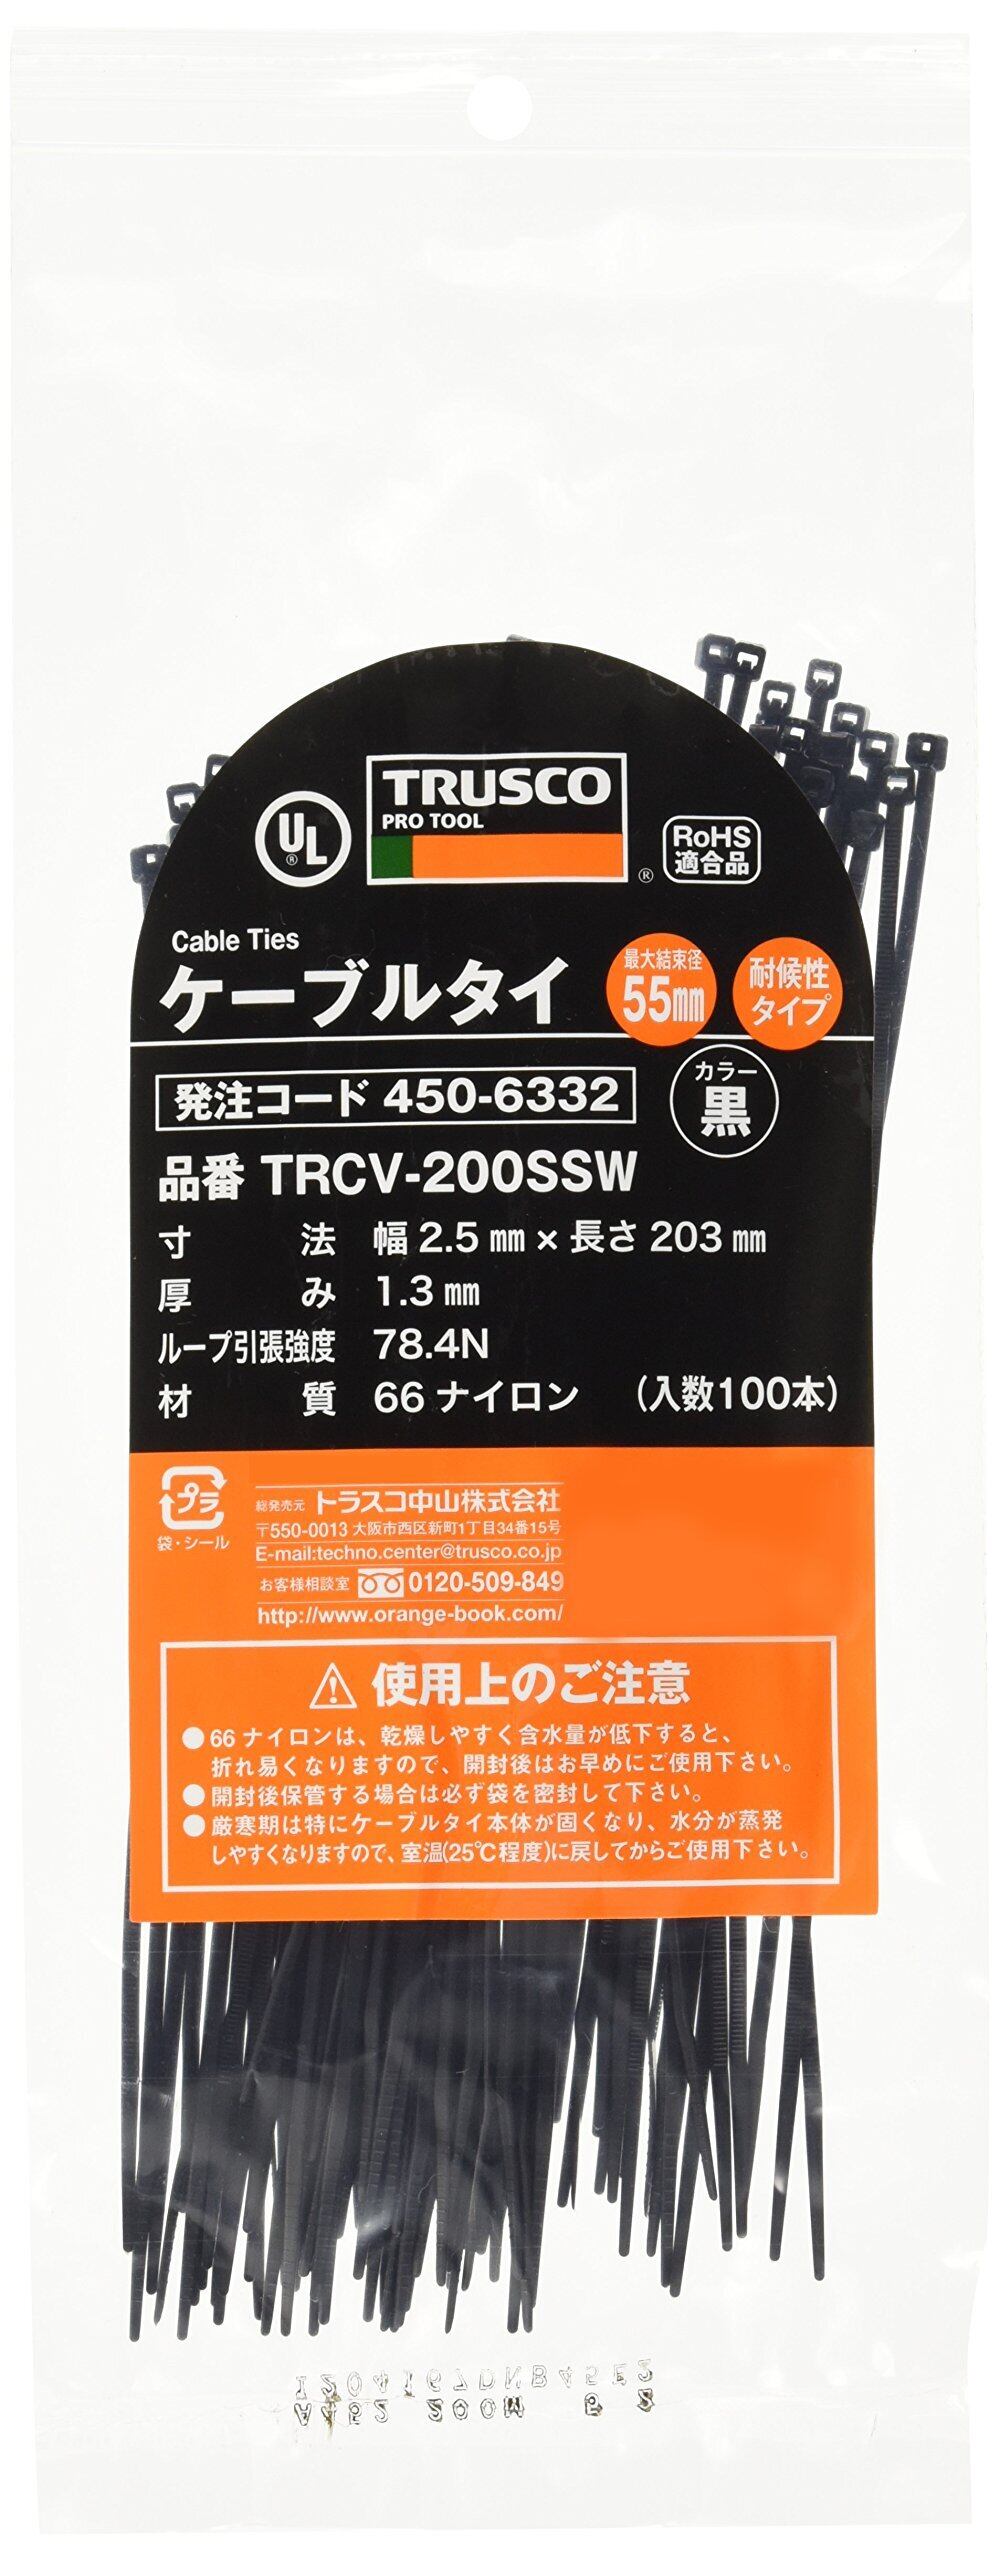 TRUSCO
PRO TOOL
UL
®
®
RoHS
適合品
Cable Ties
ケーブルタイ
最大結束径
55mm
耐候性
タイプ
発注コード 450-6332
カラー
黒
品番 TRCV-200SSW
寸法 幅 2.5 ㎜ × 長さ 203 ㎜
厚み 1.3 ㎜
ループ引張強度 78.4N
材質 66 ナイロン (入数100本)
プラ
袋・シール
総発売元 トラスコ中山株式会社
〒550-0013 大阪市西区新町1丁目34番15号
E-mail:techno.center@trusco.co.jp
お客様相談室 0120-509-849
http://www.orange-book.com/
使用上のご注意
●66 ナイロンは、乾燥しやすく含水量が低下すると、
折れ易くなりますので、開封後はお早めにご使用下さい。
●開封後保管する場合は必ず袋を密封して下さい。
●厳寒期は特にケーブルタイ本体が固くなり、水分が蒸発
しやすくなりますので、室温(25℃程度)に戻してからご使用下さい。